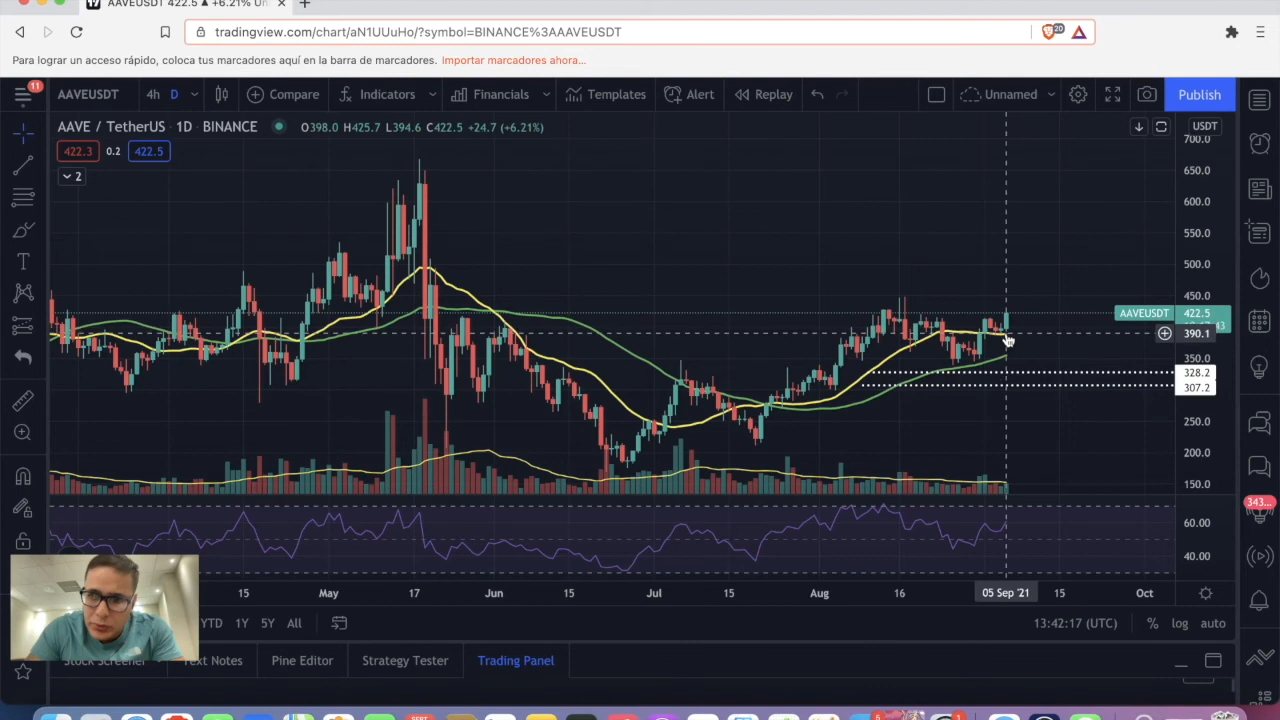 AAVEUSDT 422.5 ▲ +6.21% Un
tradingview.com/chart/aN1UUuHo/?symbol=BINANCE%3AAAVEUSDT
20
Para lograr un acceso rápido, coloca tus marcadores aquí en la barra de marcadores. Importar marcadores ahora...
11
AAVEUSDT 4h D Compare Indicators Financials Templates Alert Replay Unnamed Publish
AAVE / TetherUS · 1D · BINANCE O398.0 H425.7 L394.6 C422.5 +24.7 (+6.21%) USDT
422.3 0.2 422.5
2
700.0
650.0
600.0
550.0
500.0
450.0
AAVEUSDT 422.5
390.1
350.0
328.2
307.2
250.0
200.0
150.0
343...
60.00
40.00
15 May 17 Jun 15 Jul 15 Aug 16 05 Sep '21 15 Oct
YTD 1Y 5Y All 13:42:17 (UTC) % log auto
Stock Screener Text Notes Pine Editor Strategy Tester Trading Panel